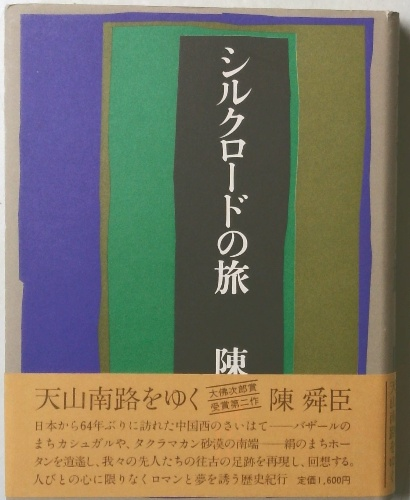 シルクロードの旅
陳
天山南路をゆく
大佛次郎賞
受賞第二作
陳 舜臣
日本から64年ぶりに訪れた中国西のさいはて――バザールの
まちカシュガルや、タクラマカン砂漠の南端――絹のまちホー
タンを逍遥し、我々の先人たちの往古の足跡を再現し、回想する。
人びとの心に限りなくロマンと夢を誘う歴史紀行
定価1,600円